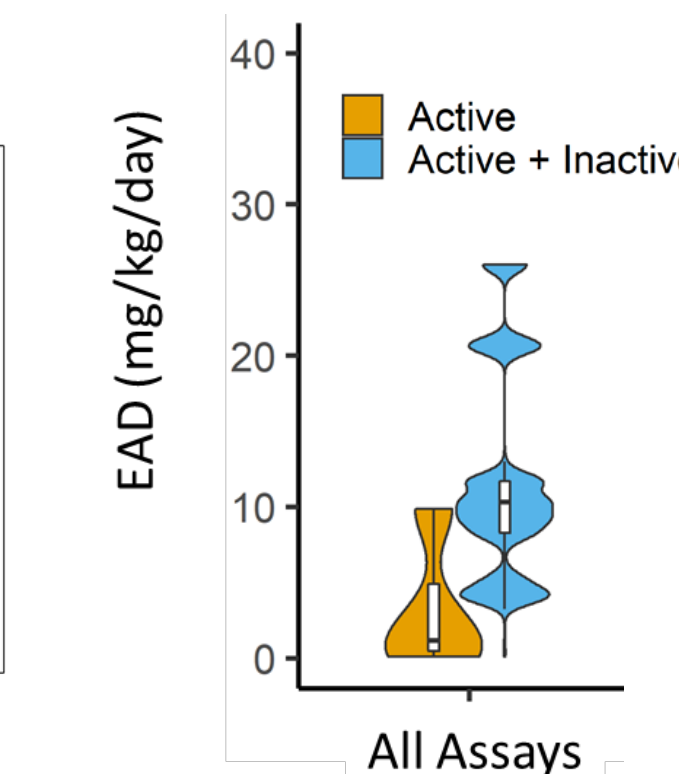 EAD (mg/kg/day)
40
Active
Active + Inactive
30
20
10
0
All Assays